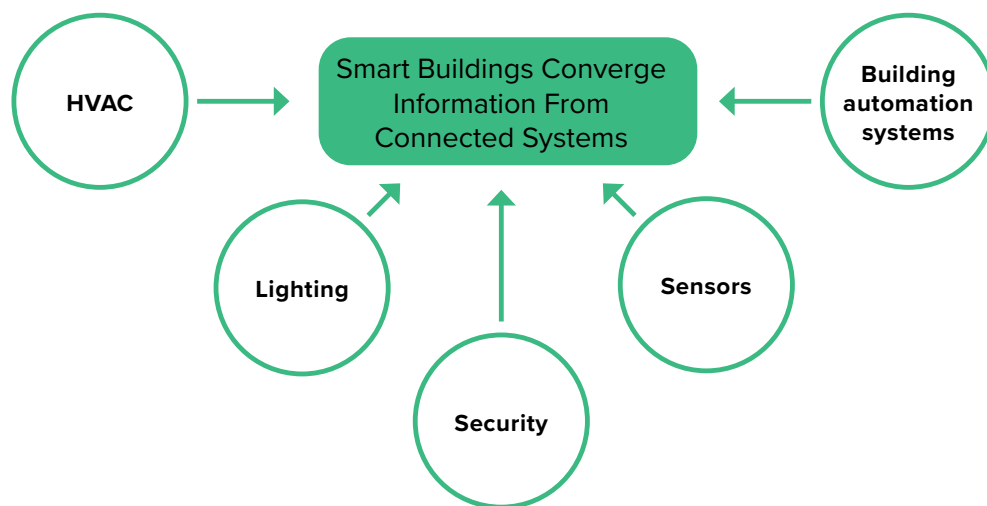 Smart Buildings Converge
Information From
Connected Systems
HVAC
Building
automation
systems
Lighting
Sensors
Security